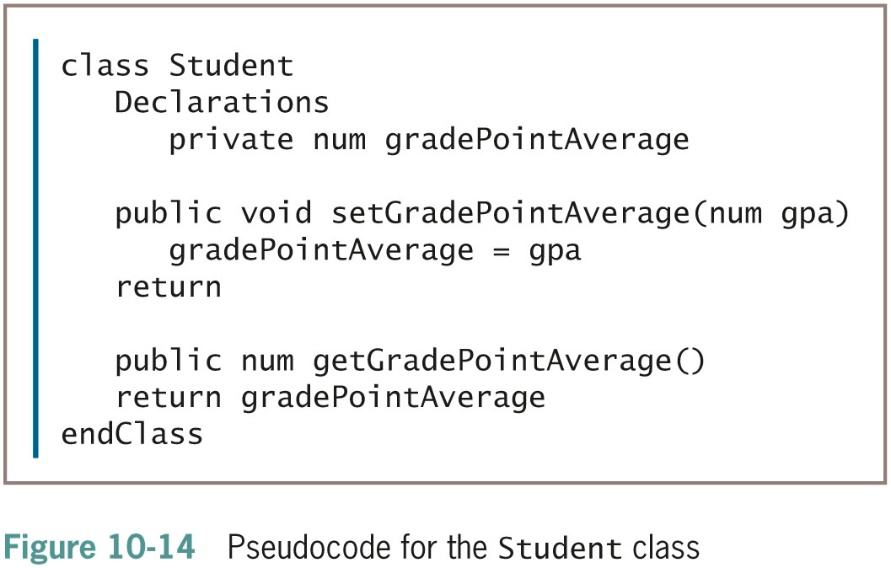 class Student
Declarations
private num gradePointAverage
public void setGradePointAverage(num gpa)
gradePointAverage = gpa
return
public num getGradePointAverage()
return gradePointAverage
endClass
Figure 10-14 Pseudocode for the Student class